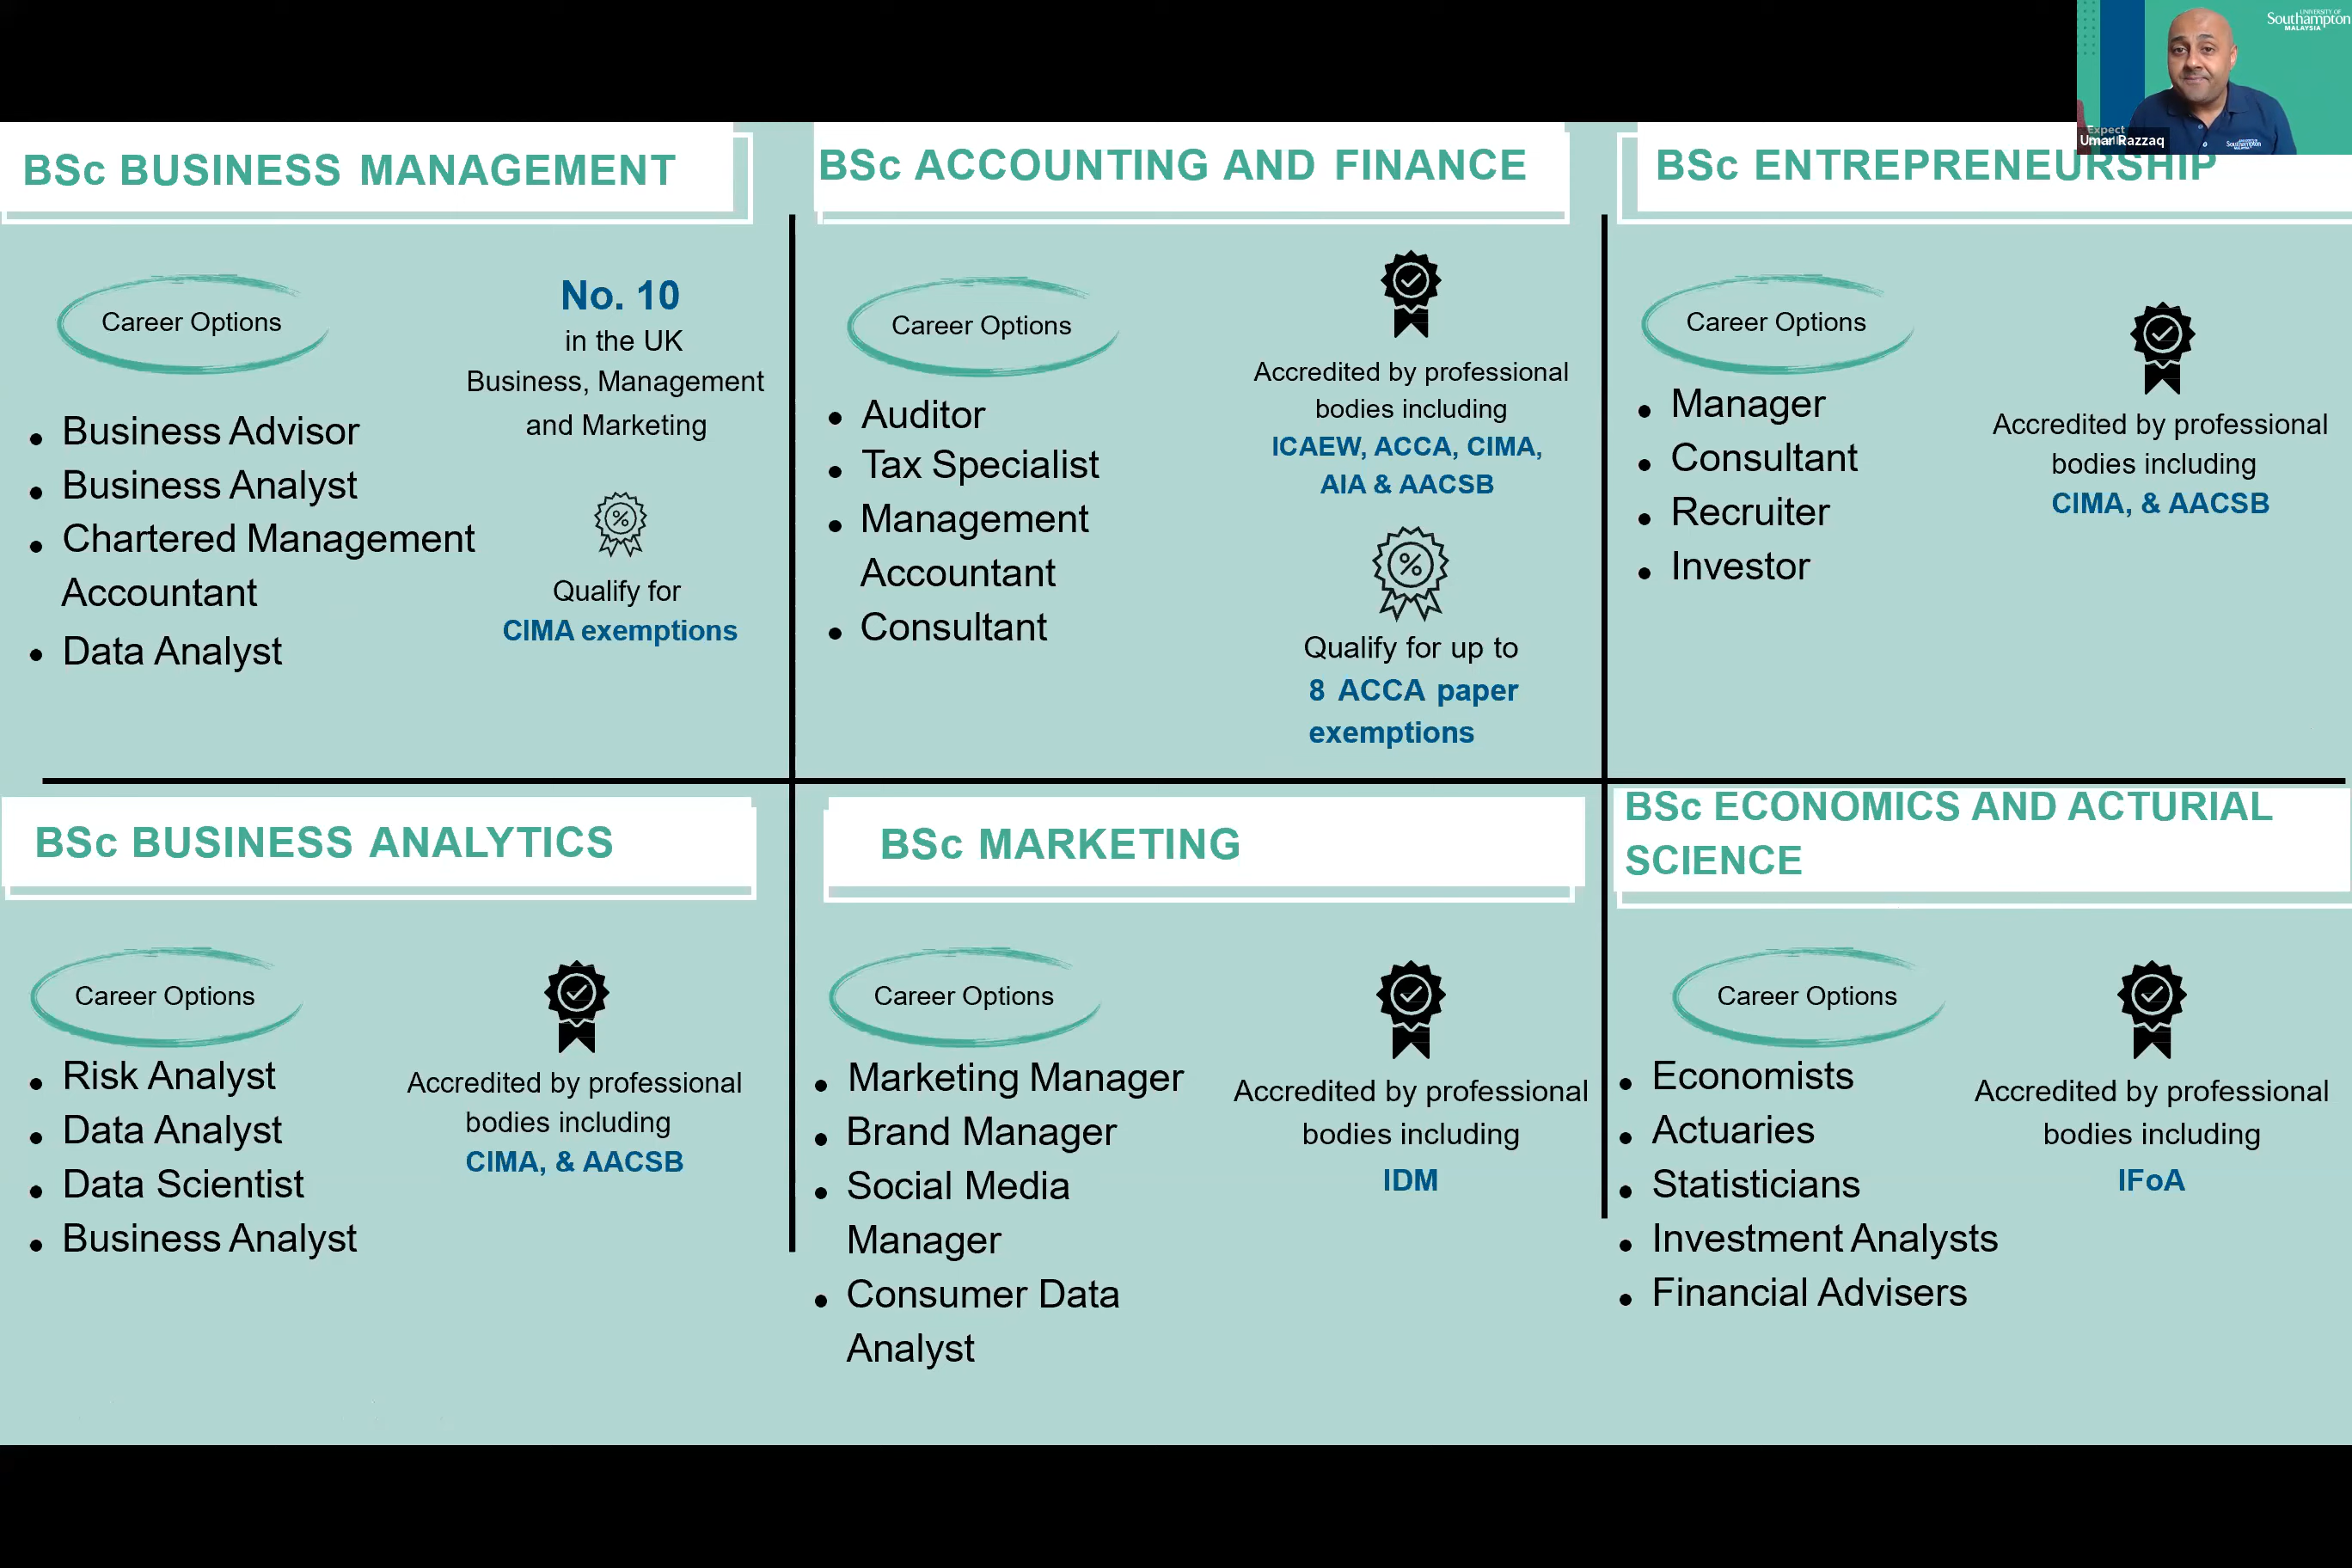 UNIVERSITY OF
Southampton
MALAYSIA
Expect
Umar Razzaq
BSc BUSINESS MANAGEMENT
Career Options
Business Advisor
Business Analyst
Chartered Management
Accountant
Data Analyst
No. 10
in the UK
Business, Management
and Marketing
Qualify for
CIMA exemptions
BSc ACCOUNTING AND FINANCE
Career Options
Auditor
Tax Specialist
Management
Accountant
Consultant
Accredited by professional
bodies including
ICAEW, ACCA, CIMA,
AIA & AACSB
Qualify for up to
8 ACCA paper
exemptions
BSc ENTREPRENEURSHIP
Career Options
Manager
Consultant
Recruiter
Investor
Accredited by professional
bodies including
CIMA, & AACSB
BSc BUSINESS ANALYTICS
Career Options
Risk Analyst
Data Analyst
Data Scientist
Business Analyst
Accredited by professional
bodies including
CIMA, & AACSB
BSc MARKETING
Career Options
Marketing Manager
Brand Manager
Social Media
Manager
Consumer Data
Analyst
Accredited by professional
bodies including
IDM
BSc ECONOMICS AND ACTURIAL
SCIENCE
Career Options
Economists
Actuaries
Statisticians
Investment Analysts
Financial Advisers
Accredited by professional
bodies including
IFoA